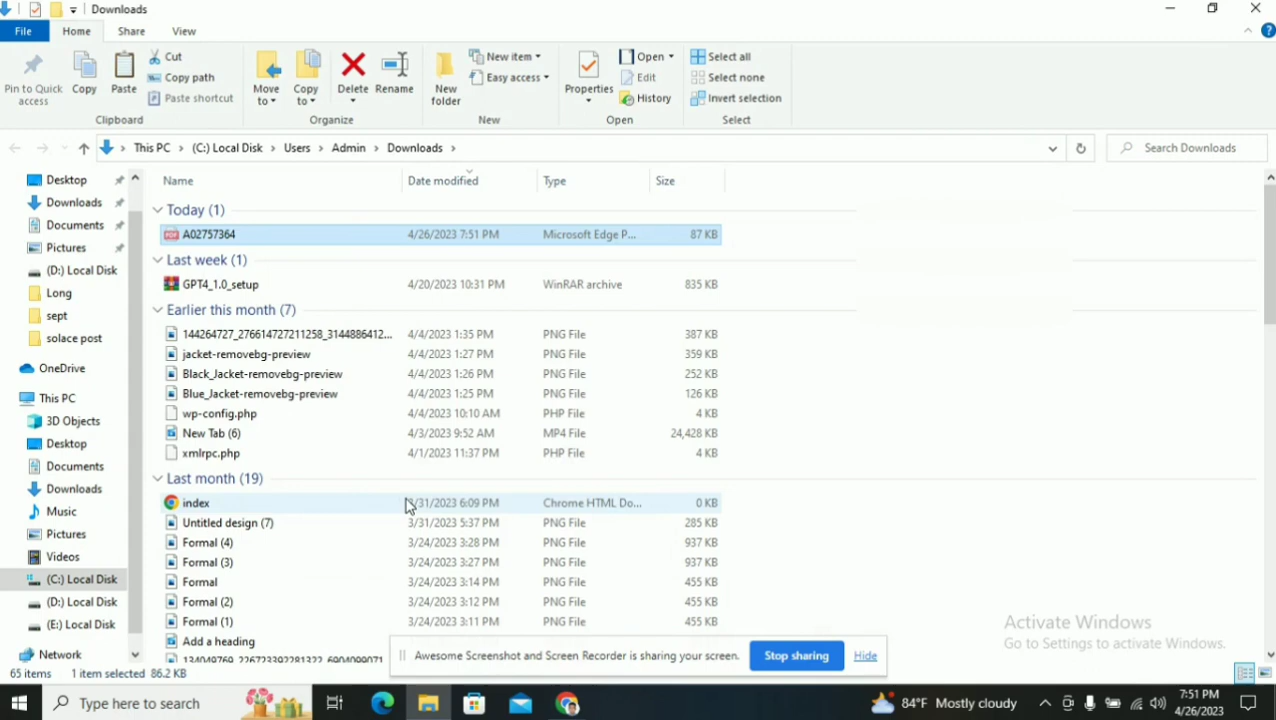 Downloads
File Home Share View
Pin to Quick access Copy Paste Cut Copy path Paste shortcut Clipboard
Move to Copy to Delete Rename Organize
New folder New item Easy access New
Properties Open Edit History Open
Select all Select none Invert selection Select
This PC > (C:) Local Disk > Users > Admin > Downloads > Search Downloads
Desktop
Downloads
Documents
Pictures
(D:) Local Disk
Long
sept
solace post
OneDrive
This PC
3D Objects
Desktop
Documents
Downloads
Music
Pictures
Videos
(C:) Local Disk
(D:) Local Disk
(E:) Local Disk
Network
Name Date modified Type Size
Today (1)
PDF A02757364 4/26/2023 7:51 PM Microsoft Edge P... 87 KB
Last week (1)
GPT4_1.0_setup 4/20/2023 10:31 PM WinRAR archive 835 KB
Earlier this month (7)
144264727_276614727211258_3144886412... 4/4/2023 1:35 PM PNG File 387 KB
jacket-removebg-preview 4/4/2023 1:27 PM PNG File 359 KB
Black_Jacket-removebg-preview 4/4/2023 1:26 PM PNG File 252 KB
Blue_Jacket-removebg-preview 4/4/2023 1:25 PM PNG File 126 KB
wp-config.php 4/4/2023 10:10 AM PHP File 4 KB
New Tab (6) 4/3/2023 9:52 AM MP4 File 24,428 KB
xmlrpc.php 4/1/2023 11:37 PM PHP File 4 KB
Last month (19)
index /31/2023 6:09 PM Chrome HTML Do... 0 KB
Untitled design (7) 3/31/2023 5:37 PM PNG File 285 KB
Formal (4) 3/24/2023 3:28 PM PNG File 937 KB
Formal (3) 3/24/2023 3:27 PM PNG File 937 KB
Formal 3/24/2023 3:14 PM PNG File 455 KB
Formal (2) 3/24/2023 3:12 PM PNG File 455 KB
Formal (1) 3/24/2023 3:11 PM PNG File 455 KB
Add a heading
Activate Windows
Go to Settings to activate Windows.
Awesome Screenshot and Screen Recorder is sharing your screen. Stop sharing Hide
65 items 1 item selected 86.2 KB
Type here to search
84°F Mostly cloudy
7:51 PM
4/26/2023